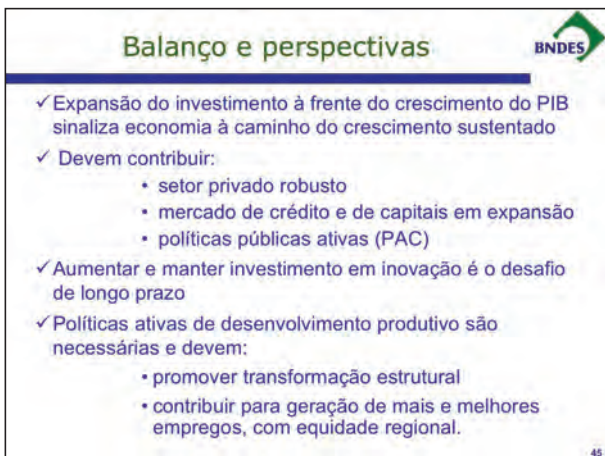 Balanço e perspectivas
BNDES
✓Expansão do investimento à frente do crescimento do PIB
sinaliza economia à caminho do crescimento sustentado
✓ Devem contribuir:
• setor privado robusto
• mercado de crédito e de capitais em expansão
• políticas públicas ativas (PAC)
✓Aumentar e manter investimento em inovação é o desafio
de longo prazo
✓Políticas ativas de desenvolvimento produtivo são
necessárias e devem:
• promover transformação estrutural
• contribuir para geração de mais e melhores
empregos, com equidade regional.
45